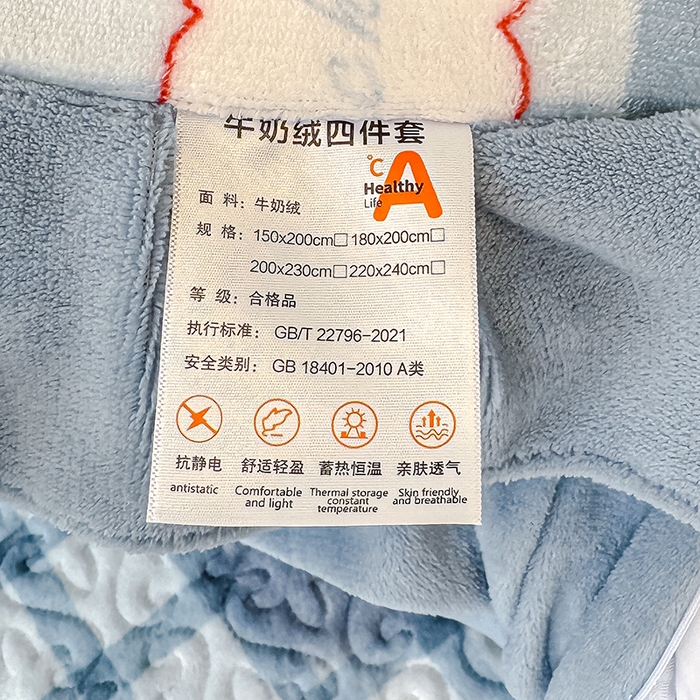 牛奶绒四件套
℃ A
Healthy
Life
面 料：牛奶绒
规 格：150x200cm□ 180x200cm□
200x230cm□ 220x240cm□
等 级：合格品
执行标准： GB/T 22796-2021
安全类别： GB 18401-2010 A类
抗静电 舒适轻盈 蓄热恒温 亲肤透气
antistatic Comfortable and light Thermal storage constant temperature Skin friendly and breathable